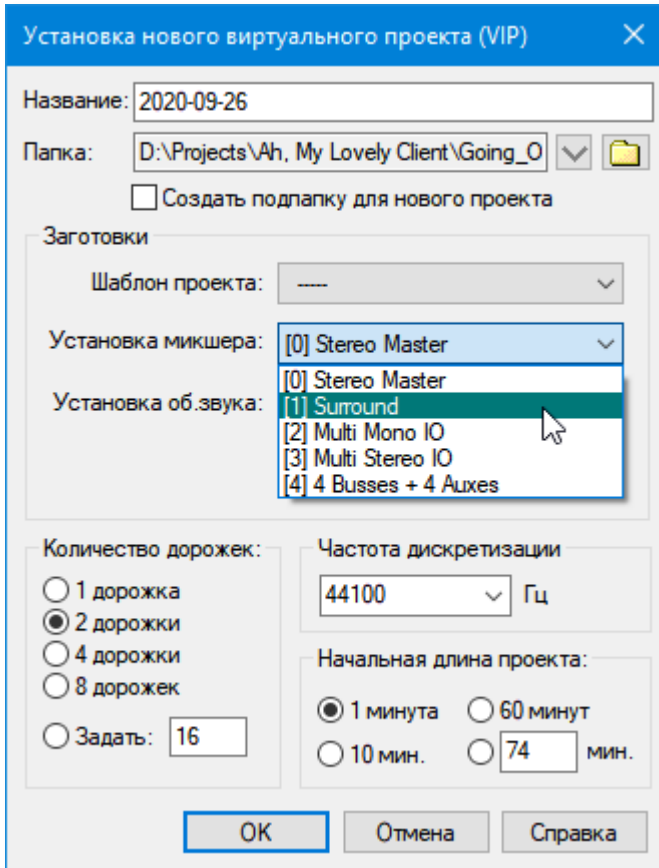 Установка нового виртуального проекта (VIP)
Название: 2020-09-26
Папка: D:\Projects\Ah, My Lovely Client\Going_O
Создать подпапку для нового проекта
Заготовки
Шаблон проекта: -----
Установка микшера: [0] Stereo Master
[0] Stereo Master
Установка об.звука: [1] Surround
[2] Multi Mono IO
[3] Multi Stereo IO
[4] 4 Busses + 4 Auxes
Количество дорожек:
1 дорожка
2 дорожки
4 дорожки
8 дорожек
Задать: 16
Частота дискретизации
44100 Гц
Начальная длина проекта:
1 минута 60 минут
10 мин. 74 мин.
OK Отмена Справка